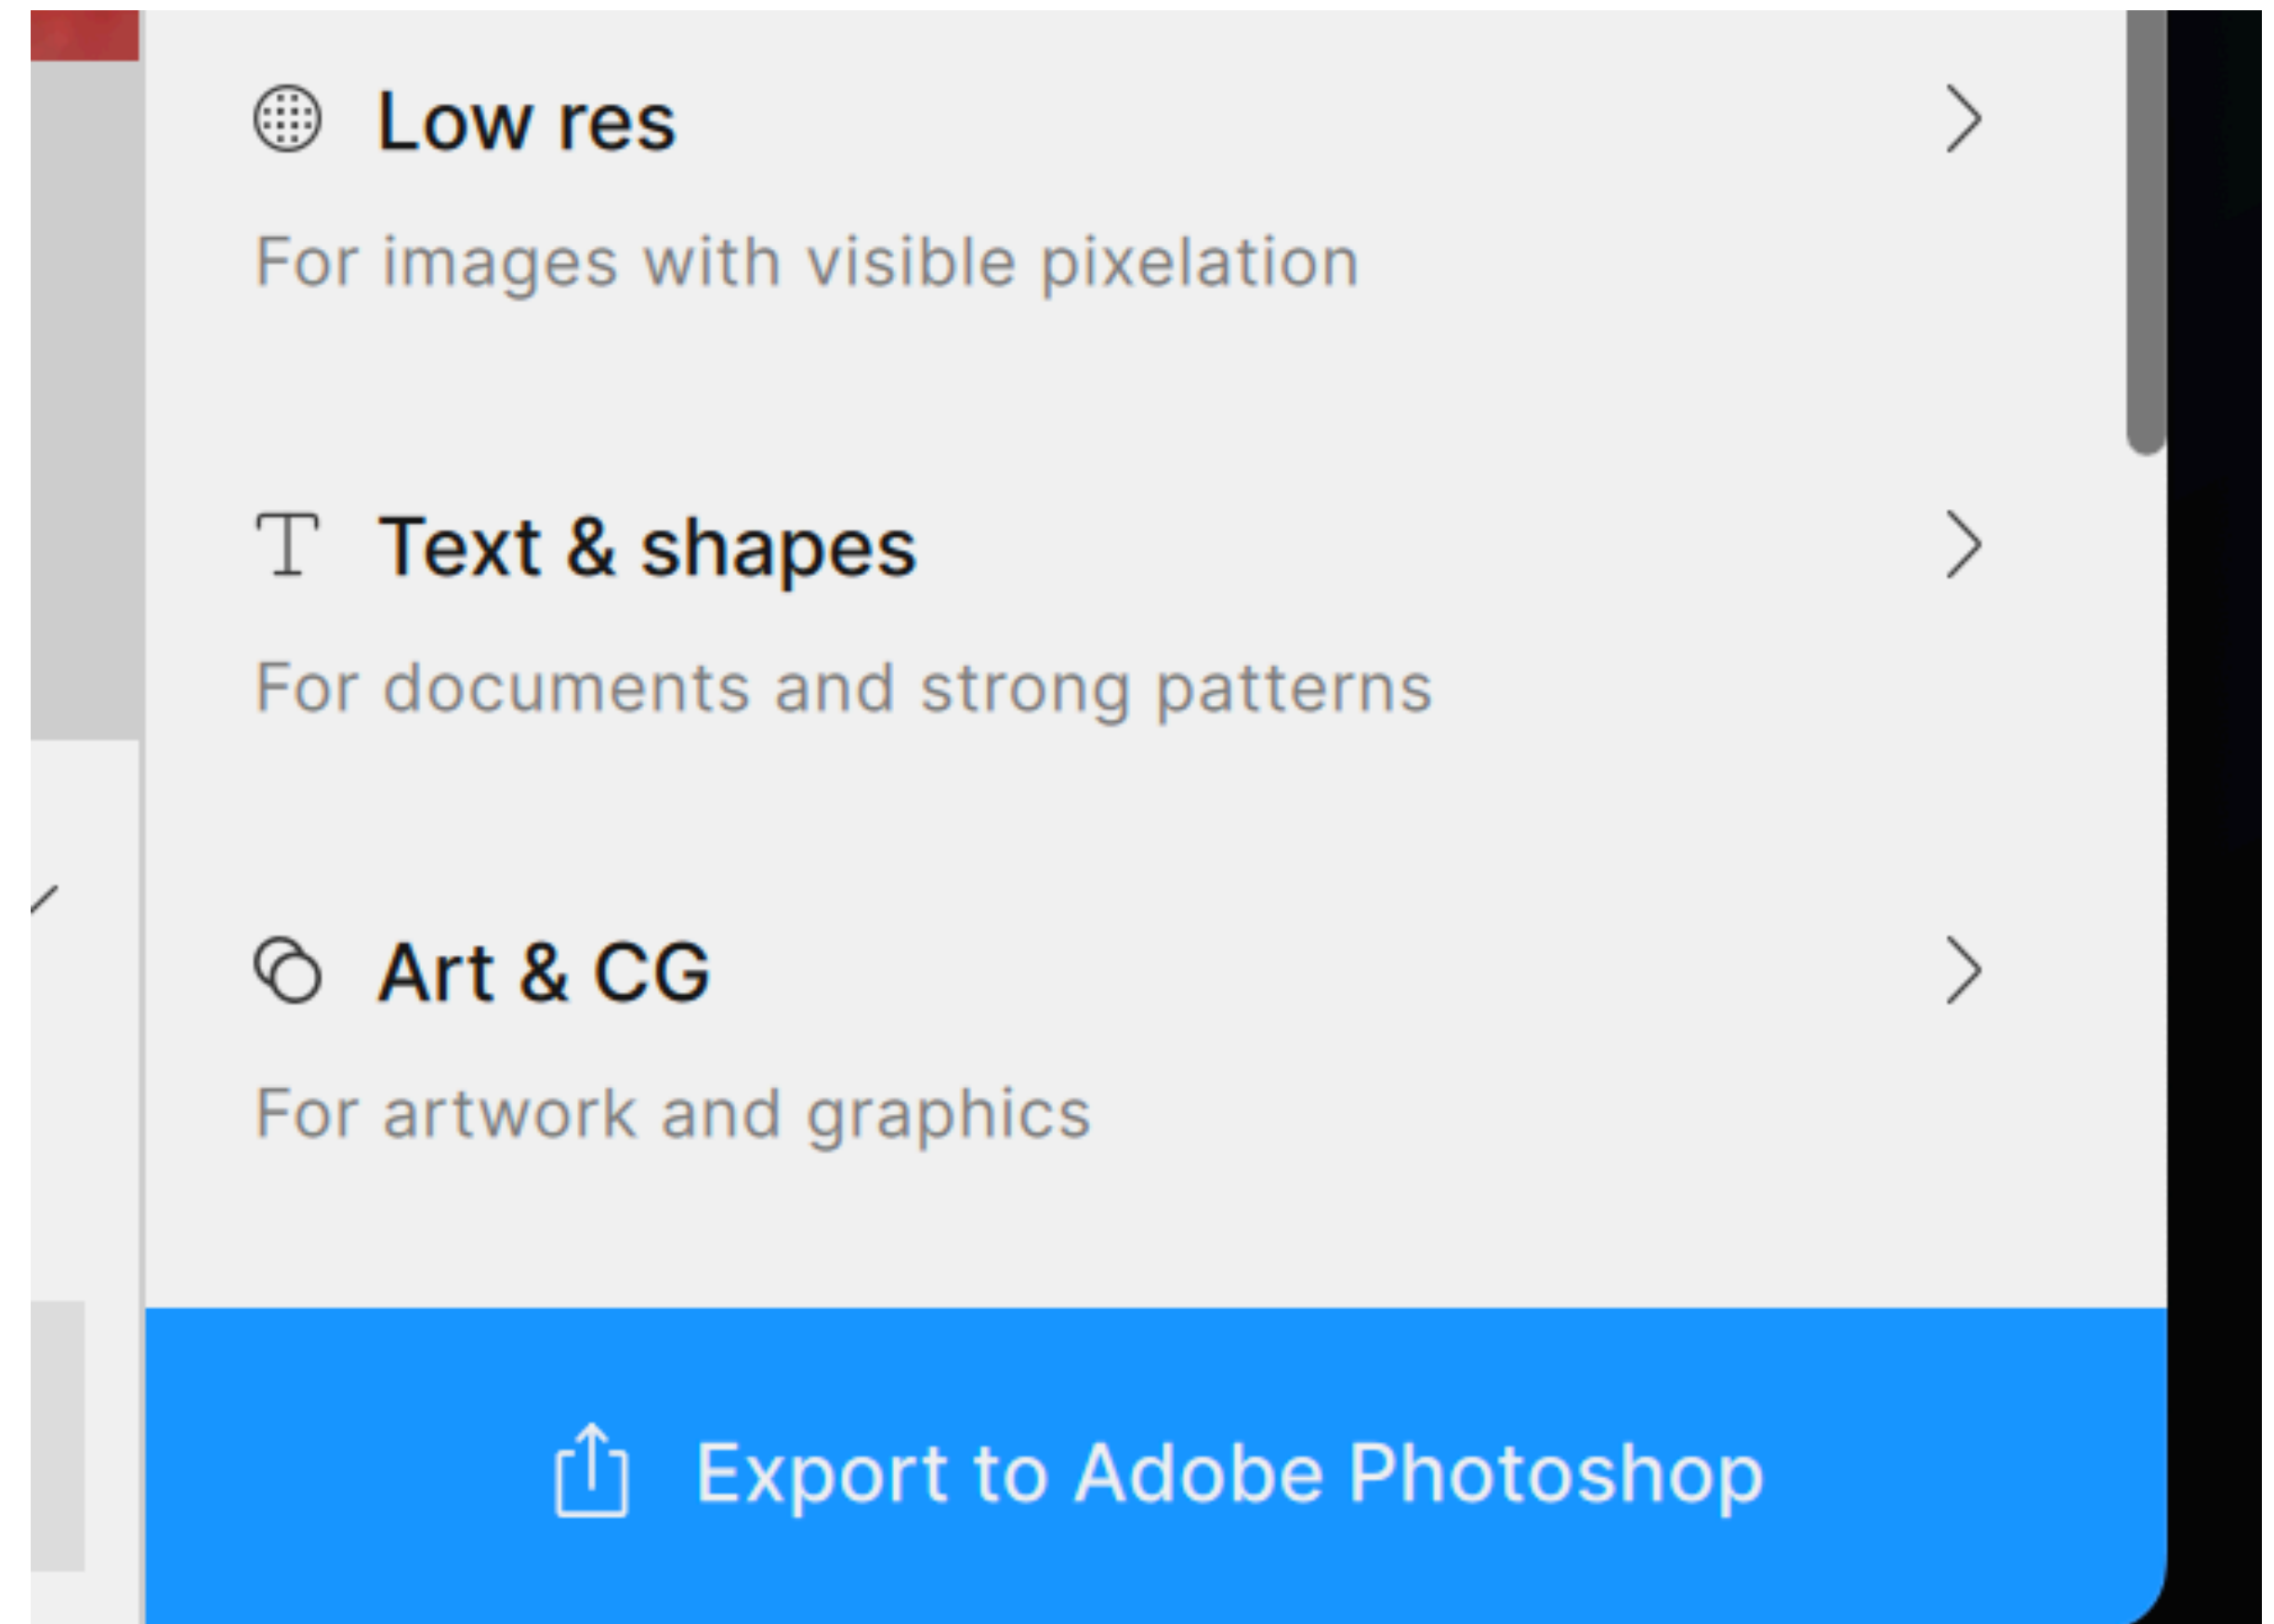 Low res
For images with visible pixelation
Text & shapes
For documents and strong patterns
Art & CG
For artwork and graphics
Export to Adobe Photoshop